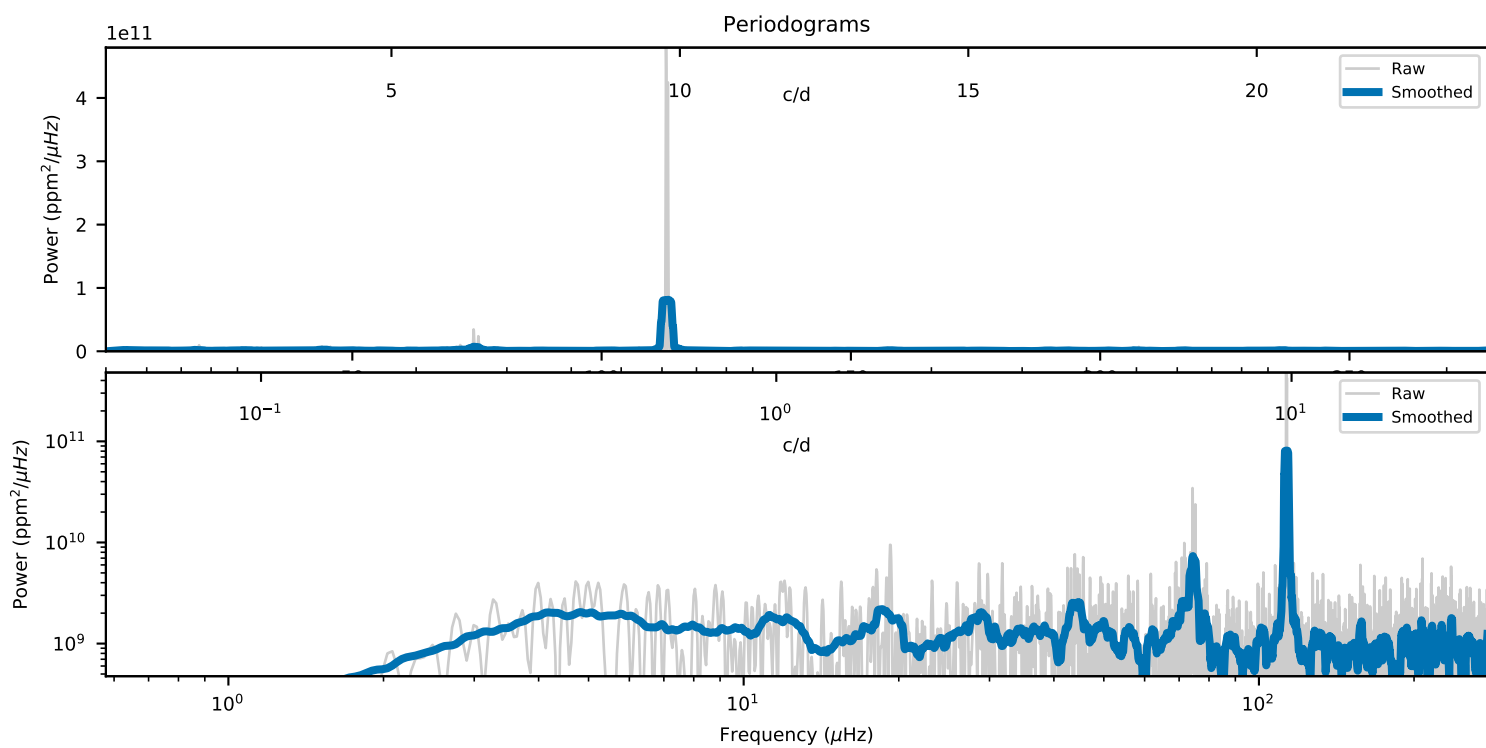 Periodograms
1e11
Power (ppm²/μHz)
4
3
2
1
0
5
10
15
20
c/d
Raw
Smoothed
Power (ppm²/μHz)
10¹¹
10¹⁰
10⁹
10⁻¹
10⁰
10¹
c/d
Raw
Smoothed
10⁰
10¹
10²
Frequency (μHz)